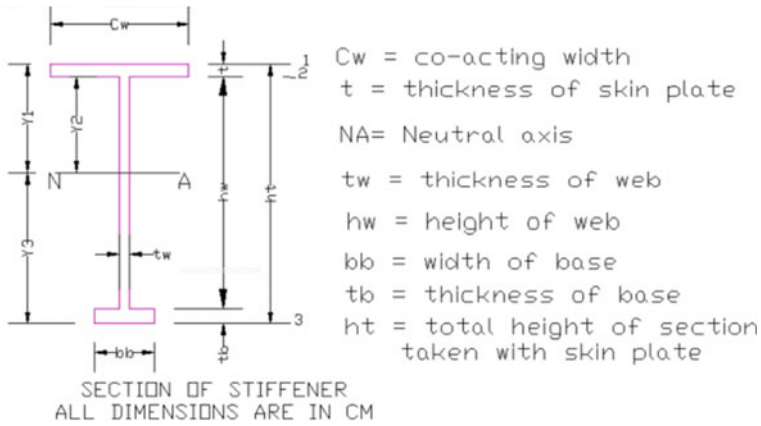 Cw
1
t
2
Y1
Y2
N
A
hw
ht
Y3
tw
3
tb
bb
SECTION OF STIFFENER
ALL DIMENSIONS ARE IN CM
Cw = co-acting width
t = thickness of skin plate
NA= Neutral axis
tw = thickness of web
hw = height of web
bb = width of base
tb = thickness of base
ht = total height of section
taken with skin plate